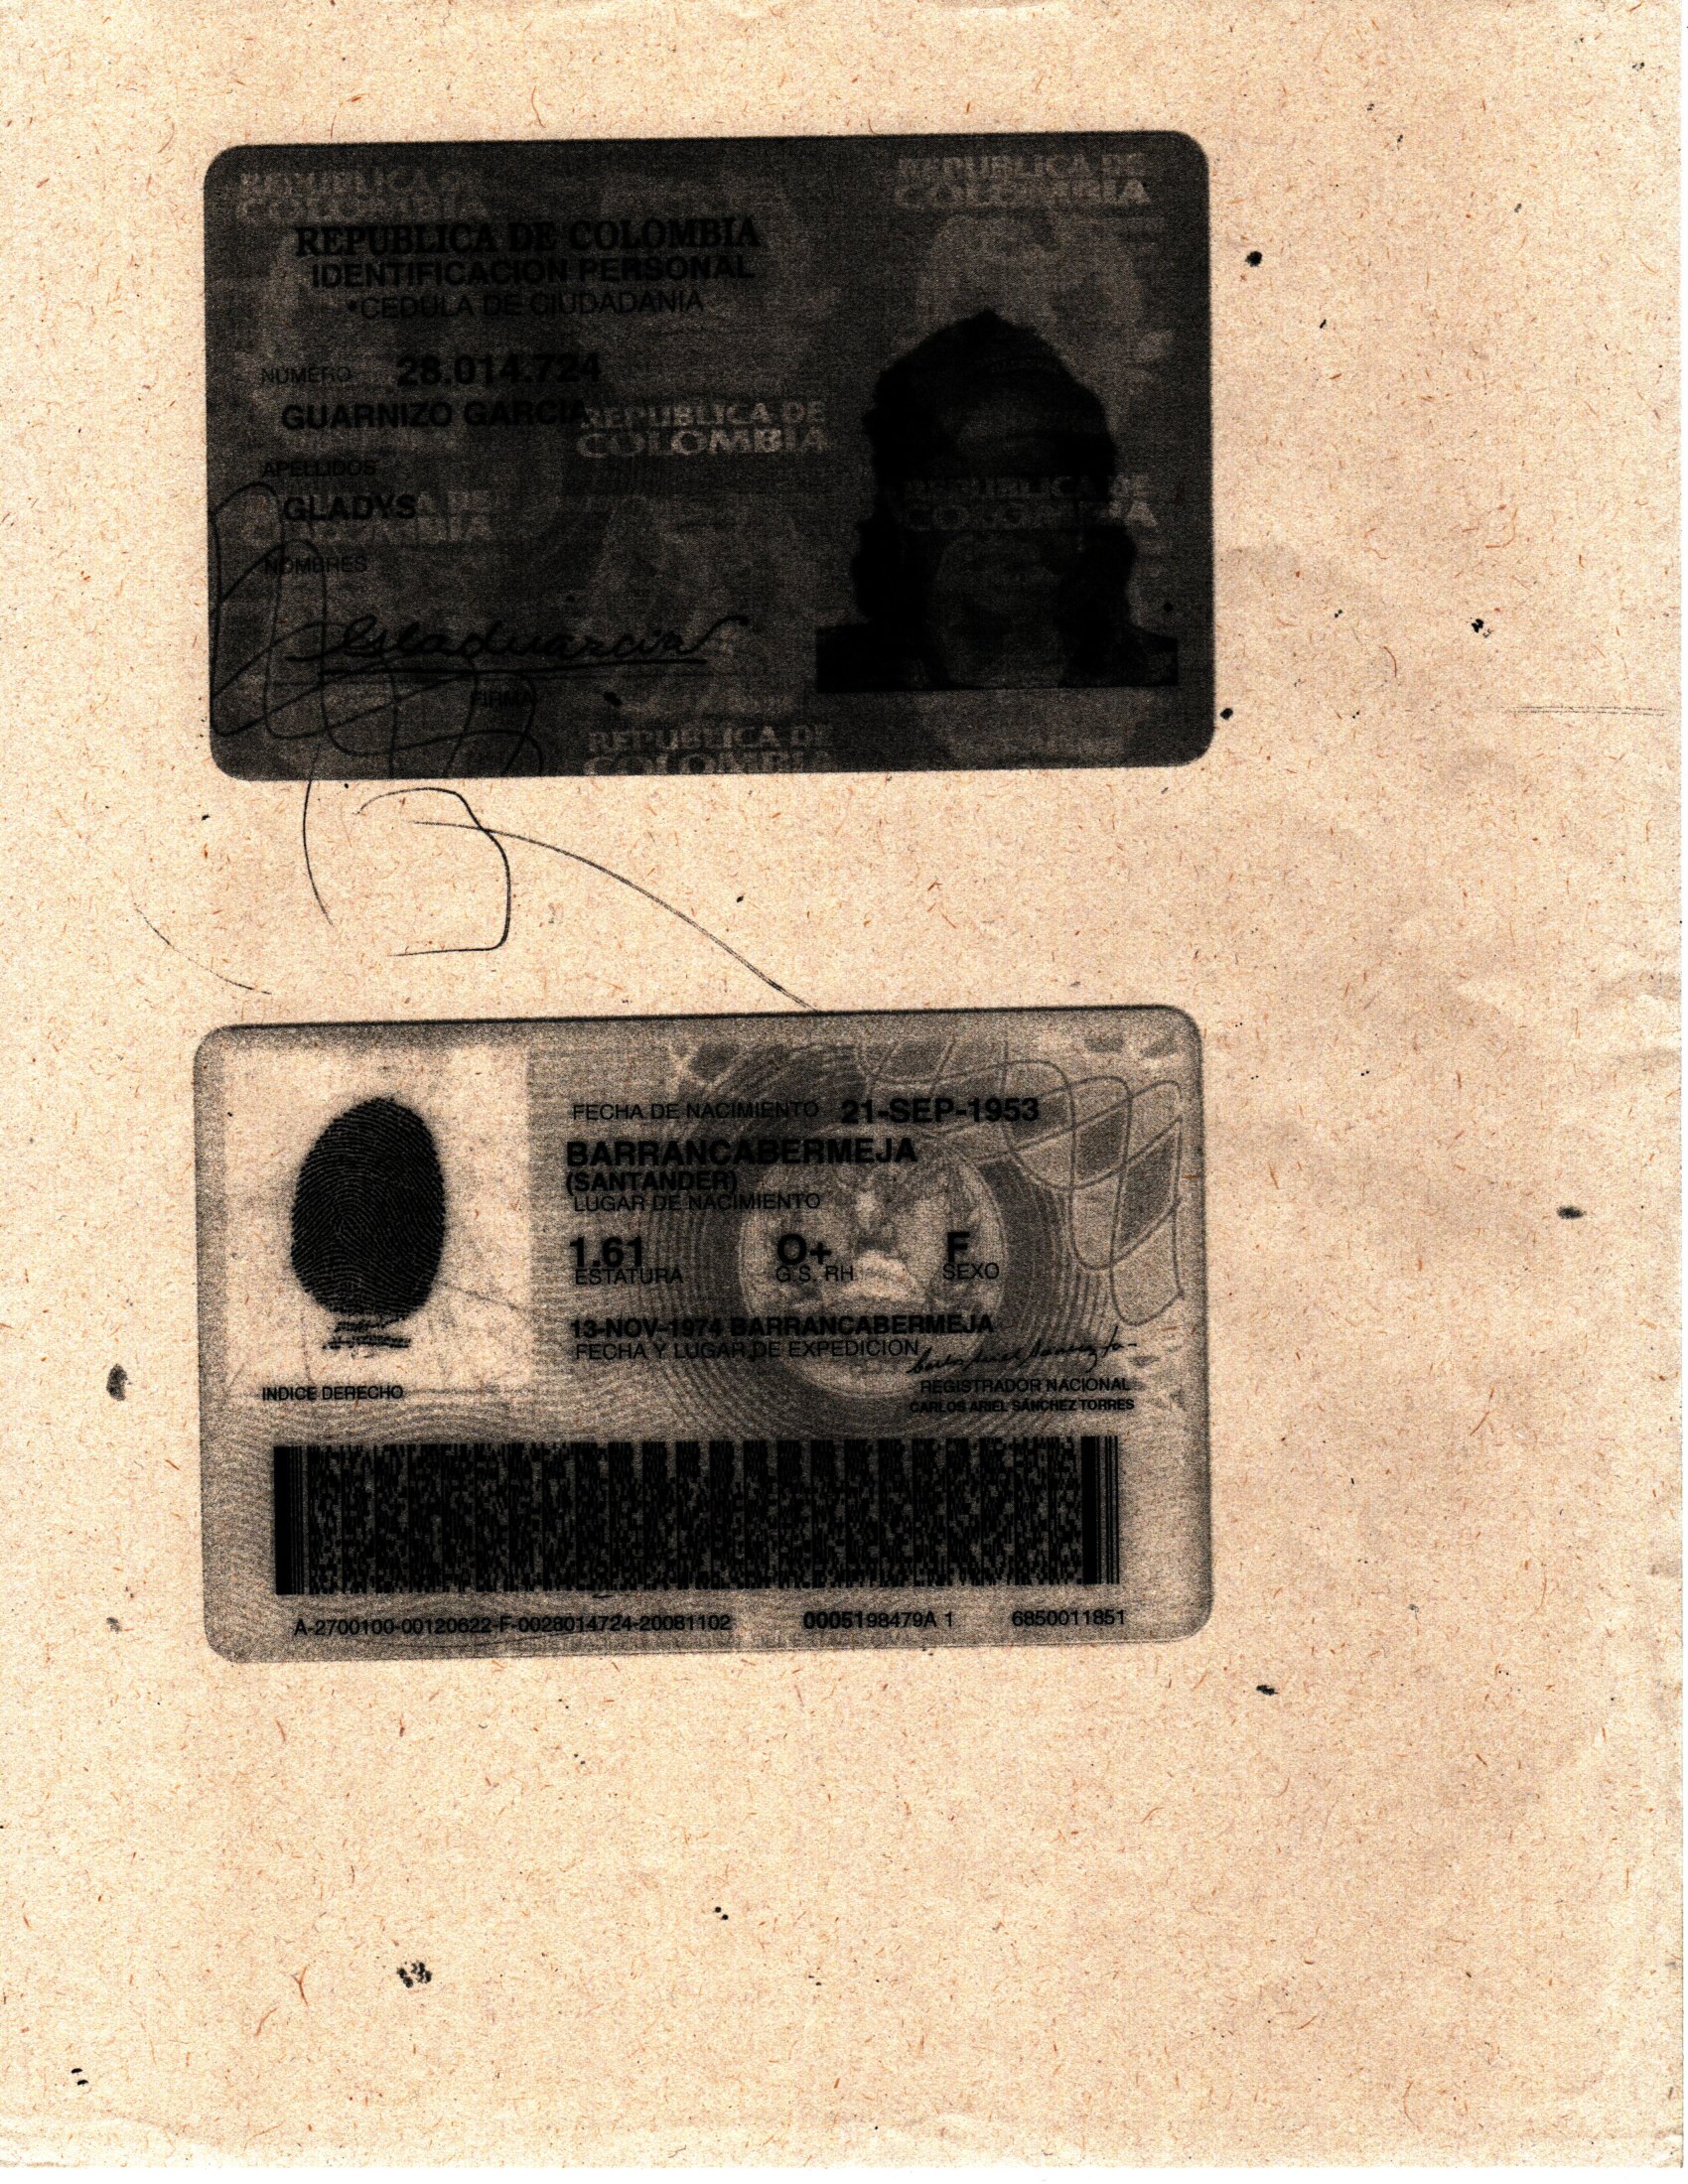 REPUBLICA DE COLOMBIA
REPUBLICA DE COLOMBIA
REPUBLICA DE COLOMBIA
IDENTIFICACION PERSONAL
CEDULA DE CIUDADANIA
NUMERO 28.014.724
GUARNIZO GARCIA
REPUBLICA DE COLOMBIA
APELLIDOS
REPUBLICA DE COLOMBIA
GLADYS
NOMBRES
FIRMA
REPUBLICA DE COLOMBIA
FECHA DE NACIMIENTO 21-SEP-1953
BARRANCABERMEJA
(SANTANDER)
LUGAR DE NACIMIENTO
1.61 O+ F
ESTATURA G.S. RH SEXO
13-NOV-1974 BARRANCABERMEJA
FECHA Y LUGAR DE EXPEDICION
INDICE DERECHO
REGISTRADOR NACIONAL
CARLOS ARIEL SÁNCHEZ TORRES
A-2700100-00120622-F-0028014724-20081102 0005198479A 1 6850011851